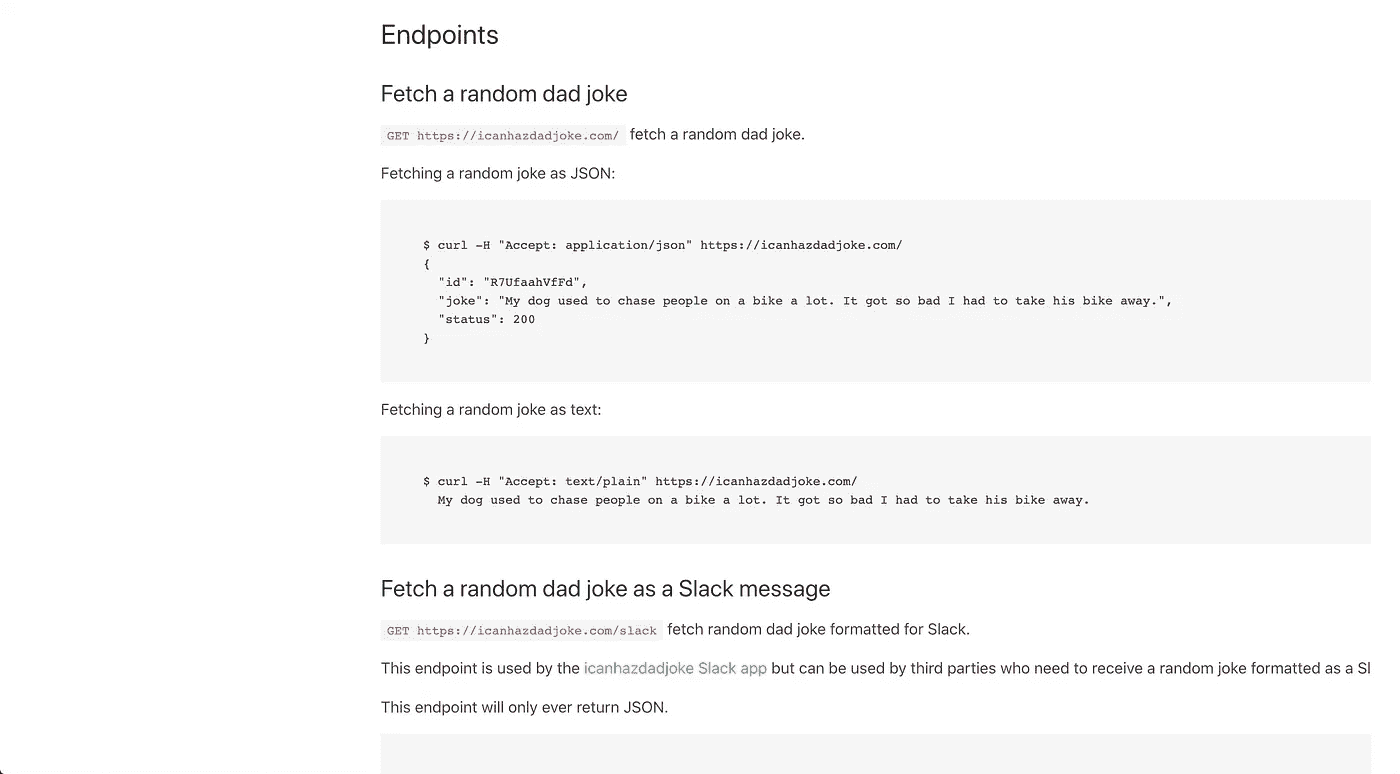 Endpoints
Fetch a random dad joke
GET https://icanhazdadjoke.com/ fetch a random dad joke.
Fetching a random joke as JSON:
$ curl -H "Accept: application/json" https://icanhazdadjoke.com/
{
  "id": "R7UfaahVfFd",
  "joke": "My dog used to chase people on a bike a lot. It got so bad I had to take his bike away.",
  "status": 200
}
Fetching a random joke as text:
$ curl -H "Accept: text/plain" https://icanhazdadjoke.com/
  My dog used to chase people on a bike a lot. It got so bad I had to take his bike away.
Fetch a random dad joke as a Slack message
GET https://icanhazdadjoke.com/slack fetch random dad joke formatted for Slack.
This endpoint is used by the icanhazdadjoke Slack app but can be used by third parties who need to receive a random joke formatted as a Sl
This endpoint will only ever return JSON.